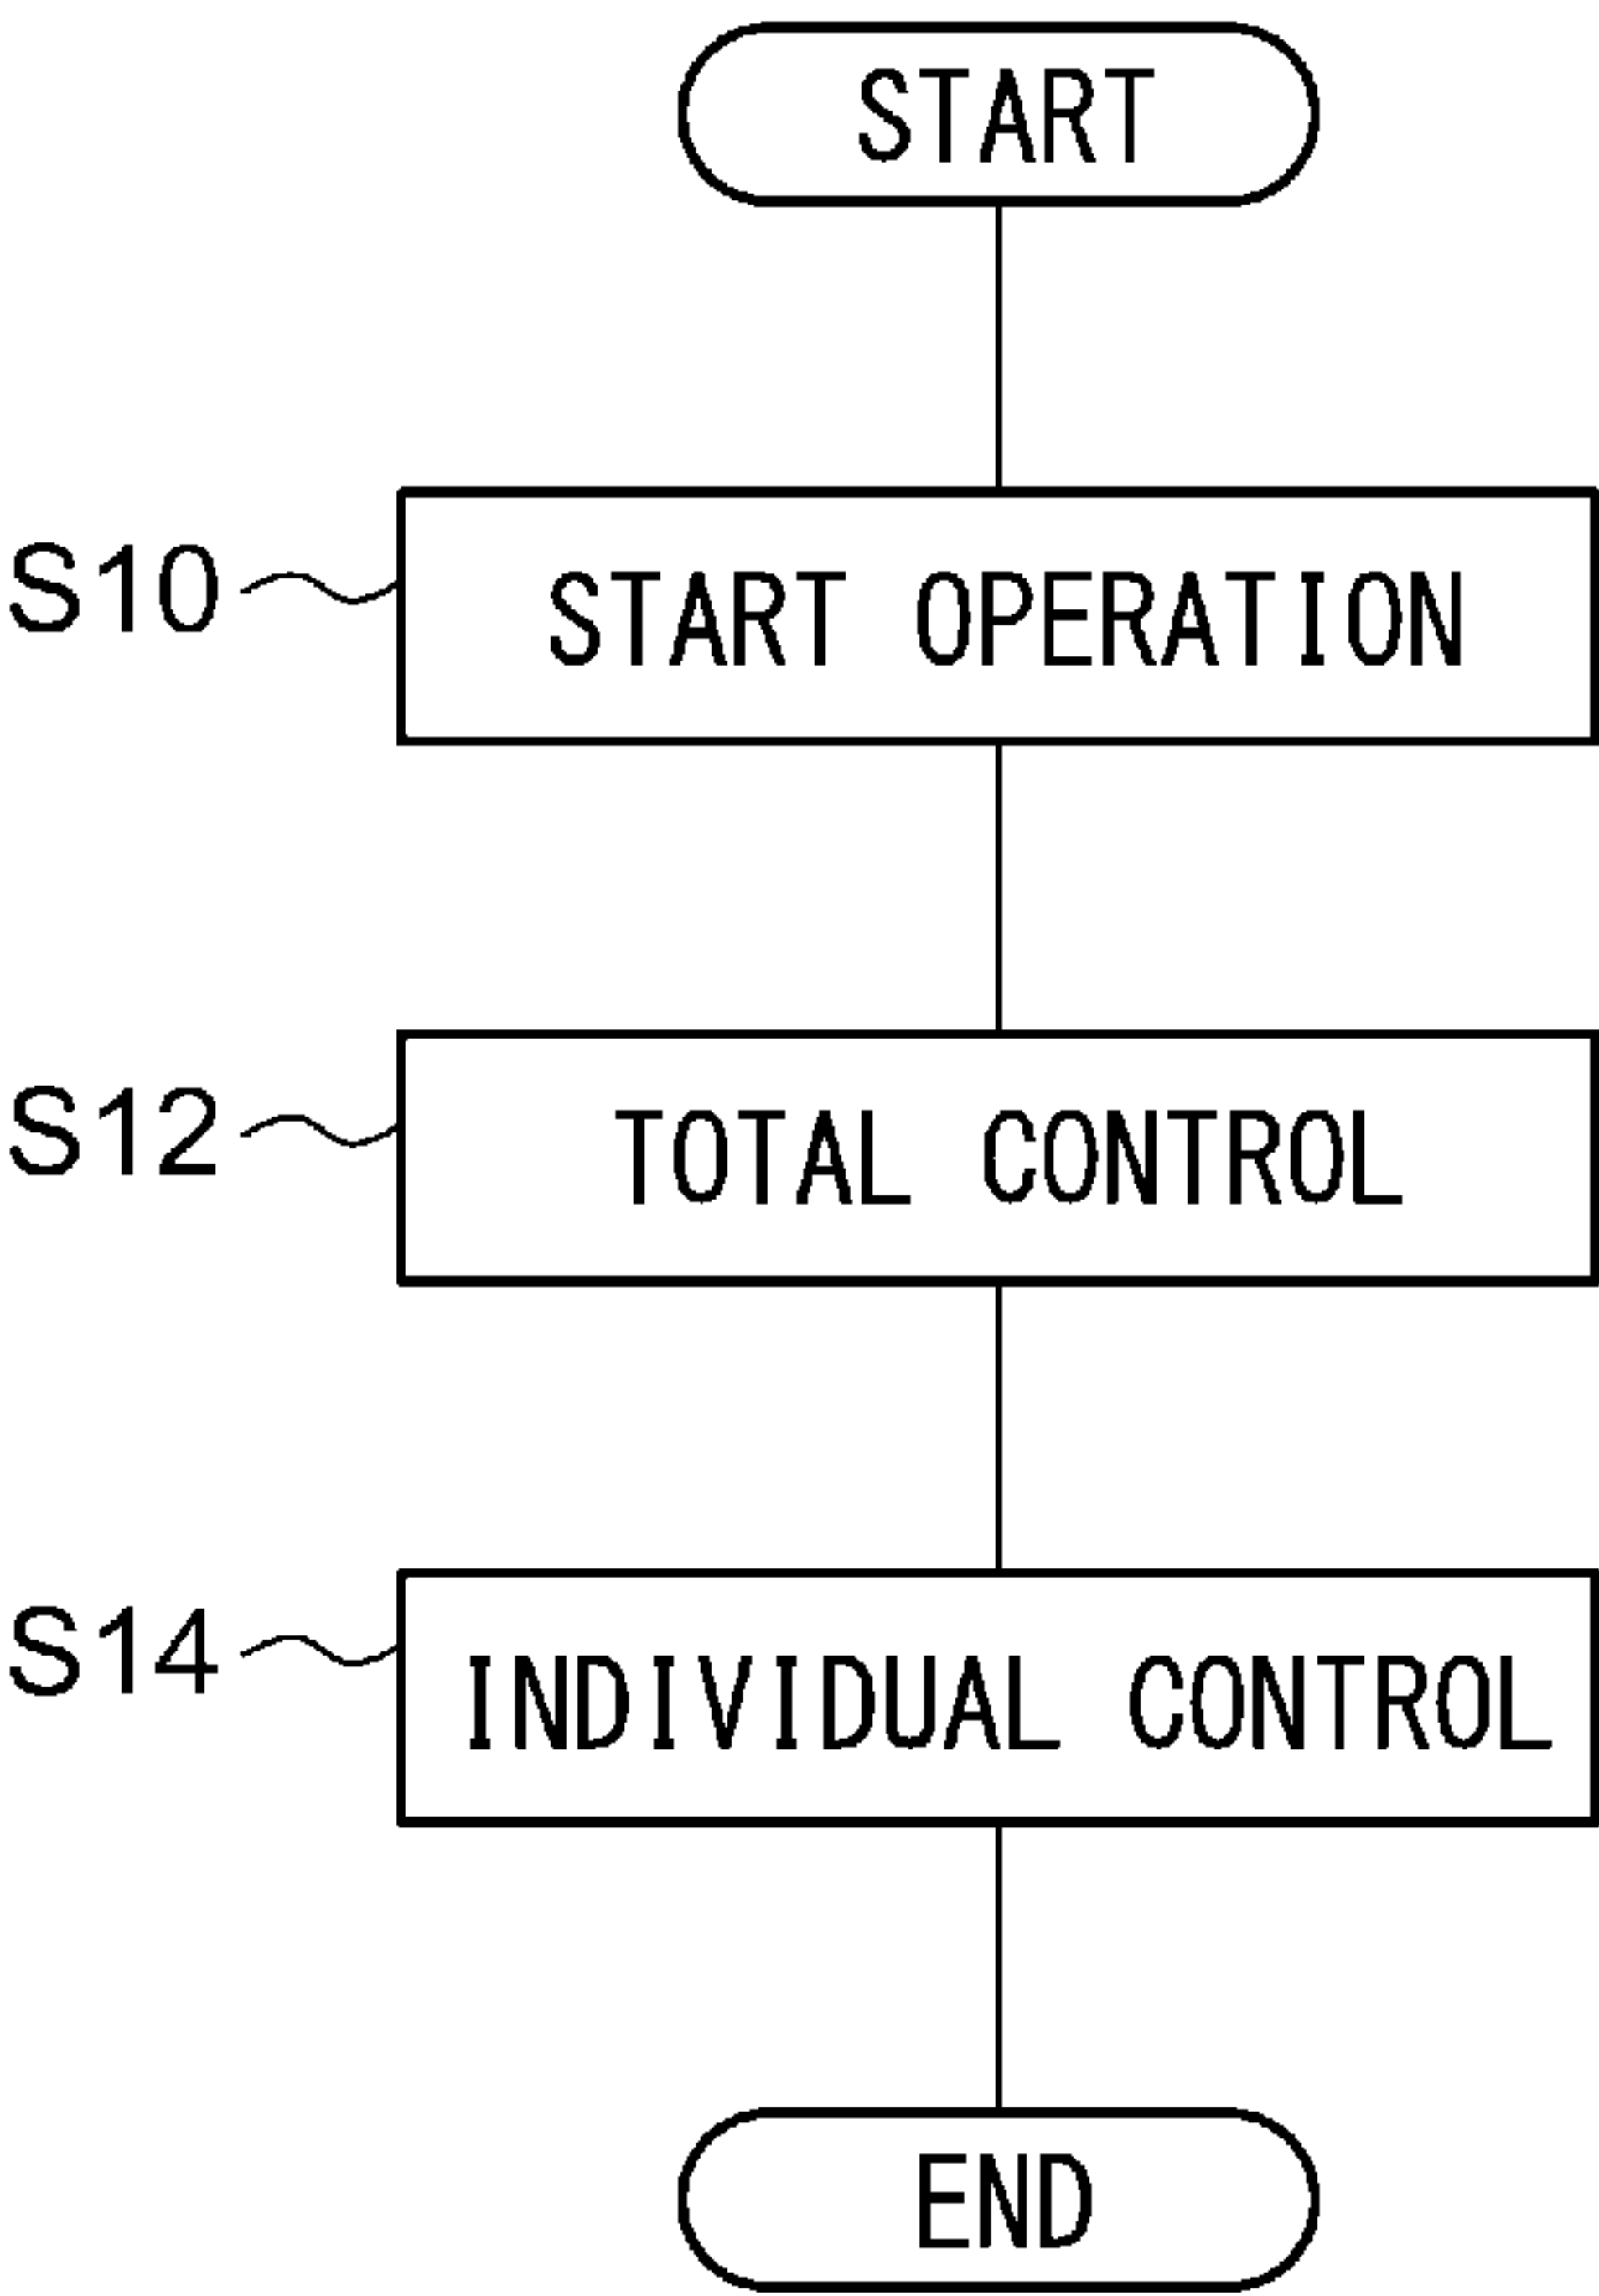 START
S10 START OPERATION
S12 TOTAL CONTROL
S14 INDIVIDUAL CONTROL
END